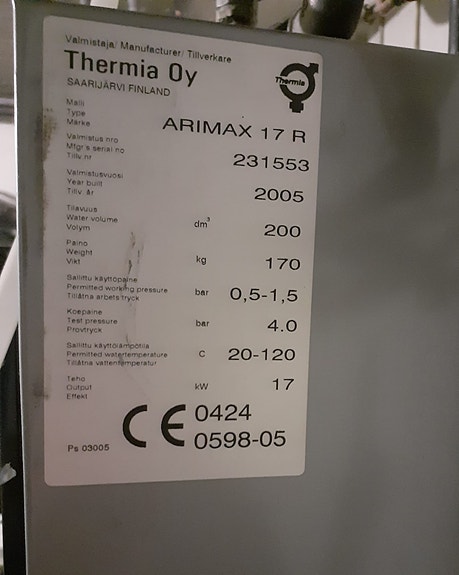 Valmistaja/ Manufacturer/ Tillverkare
Thermia Oy
SAARIJÄRVI FINLAND
Thermia
Malli
Type
Marke
ARIMAX 17 R
Valmistus nro
Mfgr's serial no
Tillv.nr
231553
Valmistusvuosi
Year built
Tillv. år
2005
Tilavuus
Water volume
Volym
dm³
200
Paino
Weight
Vikt
kg
170
Sallittu käyttöpaine
Permitted working pressure
Tillåtna arbets tryck
bar
0,5-1,5
Koepaine
Test pressure
Provtryck
bar
4.0
Sallittu käyttölämpötila
Permitted watertemperature
Tillåtna vattentemperatur
C
20-120
Teho
Output
Effekt
kW
17
CE 0424
0598-05
Ps 03005